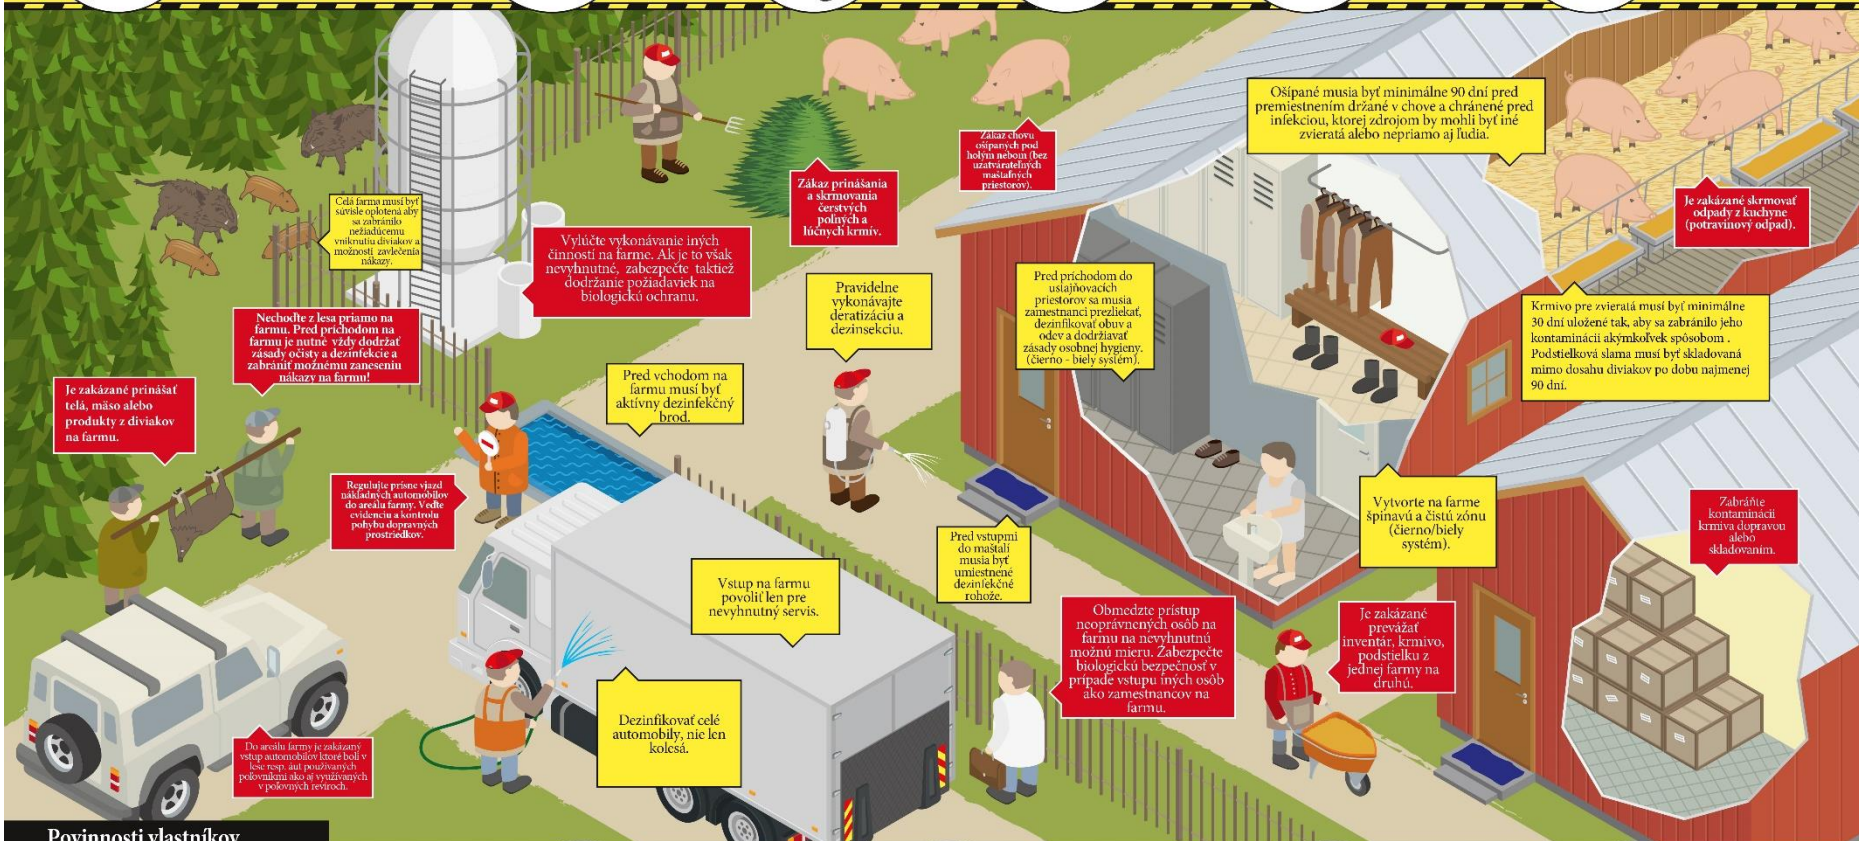 Ošípané musia byť minimálne 90 dní pred
premiestnením držané v chove a chránené pred
infekciou, ktorej zdrojom by mohli byť iné
zvieratá alebo nepriamo aj ľudia.
Zákaz chovu
ošípaných pod
holým nebom (bez
uzatvárateľných
maštaľných
priestorov).
Zákaz prinášania
a skrmovania
čerstvých
poľných a
lúčnych krmív.
Je zakázané skrmovať
odpady z kuchyne
(potravinový odpad).
Celá farma musí byť
súvisle oplotená aby
sa zabránilo
nežiadúcemu
vniknutiu diviakov a
možností zavlečenia
nákazy.
Vylúčte vykonávanie iných
činností na farme. Ak je to však
nevyhnutné, zabezpečte taktiež
dodržanie požiadaviek na
biologickú ochranu.
Pravidelne
vykonávajte
deratizáciu a
dezinsekciu.
Pred príchodom do
uslajňovacích
priestorov sa musia
zamestnanci prezliekať,
dezinfikovať obuv a
odev a dodržiavať
zásady osobnej hygieny.
(čierno - biely systém).
Krmivo pre zvieratá musí byť minimálne
30 dní uložené tak, aby sa zabránilo jeho
kontaminácii akýmkoľvek spôsobom .
Podstielková slama musí byť skladovaná
mimo dosahu diviakov po dobu najmenej
90 dní.
Nechoďte z lesa priamo na
farmu. Pred príchodom na
farmu je nutné vždy dodržať
zásady očisty a dezinfekcie a
zabrániť možnému zaneseniu
nákazy na farmu!
Je zakázané prinášať
telá, mäso alebo
produkty z diviakov
na farmu.
Pred vchodom na
farmu musí byť
aktívny dezinfekčný
brod.
Regulujte prísne vjazd
nákladných automobilov
do areálu farmy. Veďte
evidenciu a kontrolu
pohybu dopravných
prostriedkov.
Vytvorte na farme
špinavú a čistú zónu
(čierno/biely
systém).
Zabráňte
kontaminácii
krmiva dopravou
alebo
skladovaním.
Pred vstupmi
do maštalí
musia byť
umiestnené
dezinfekčné
rohože.
Vstup na farmu
povoliť len pre
nevyhnutný servis.
Obmedzte prístup
neoprávnených osôb na
farmu na nevyhnutnú
možnú mieru. Zabezpečte
biologickú bezpečnosť v
prípade vstupu iných osôb
ako zamestnancov na
farmu.
Je zakázané
prevážať
inventár, krmivo,
podstielku z
jednej farmy na
druhú.
Dezinfikovať celé
automobily, nie len
kolesá.
Do areálu farmy je zakázaný
vstup automobilov ktoré boli v
lese resp. áut používaných
poľovníkmi ako aj využívaných
v poľovných revíroch.
Povinnosti vlastníkov